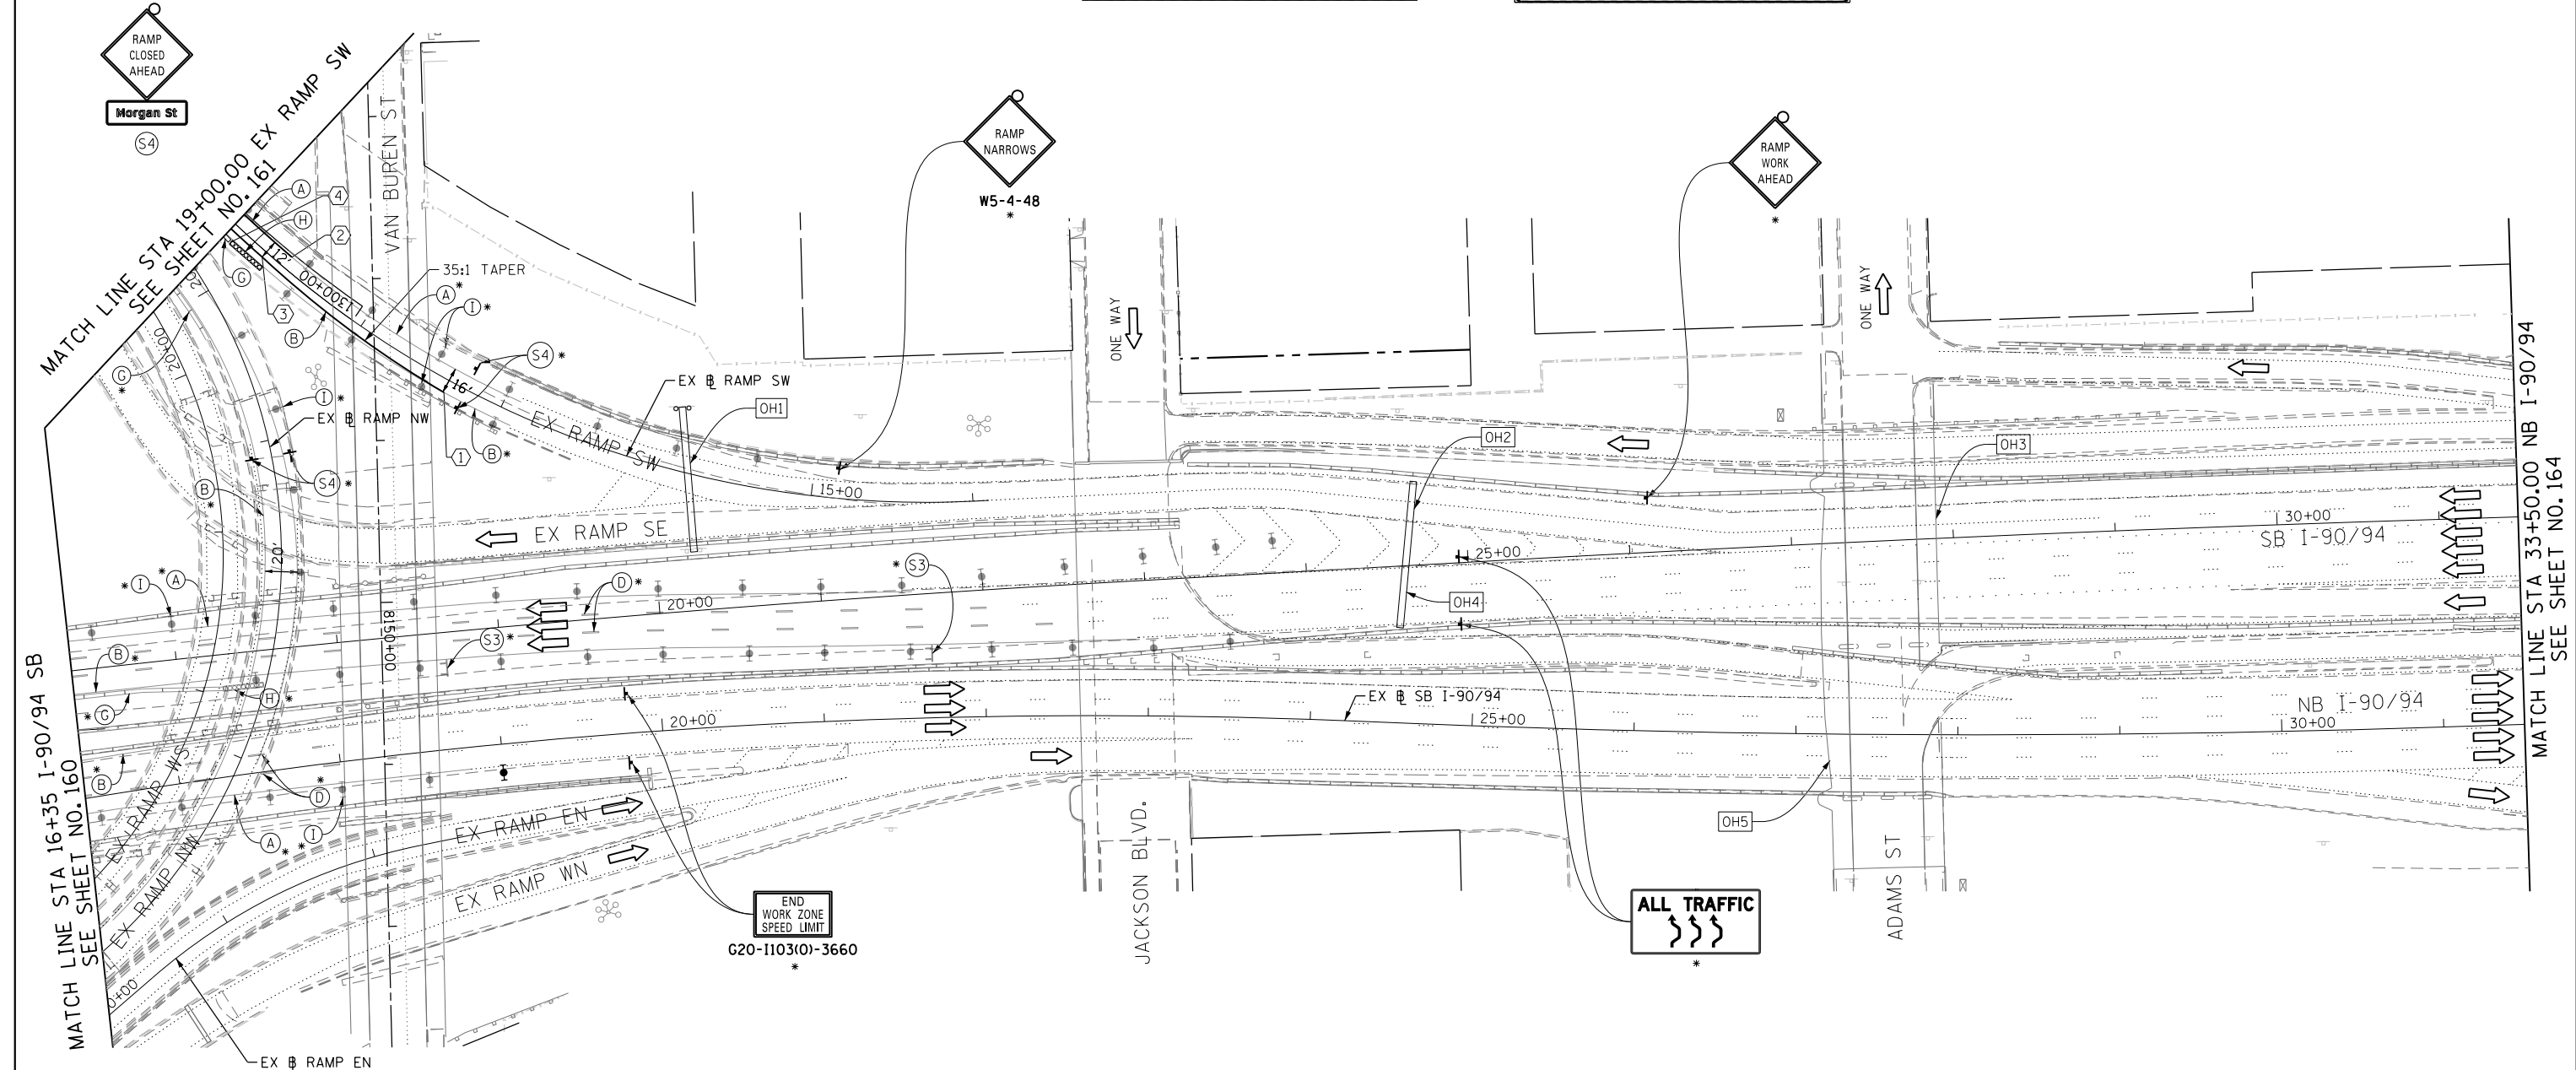 RAMP
CLOSED
AHEAD
Morgan St
S4
MATCH LINE STA 19+00.00 EX RAMP SW
SEE SHEET NO. 161
VAN BUREN ST
RAMP
NARROWS
W5-4-48
*
RAMP
WORK
AHEAD
*
A
4
H
2
G
12'
1300+00
3
B
35:1 TAPER
A *
I *
S4 *
16'
EX B RAMP SW
OH1
EX RAMP SW
1
B *
20+00
G
*
I *
EX B RAMP NW
S4 *
B
*
20'
15+00
EX RAMP SE
ONE WAY
ONE WAY
OH2
OH3
OH4
25+00
30+00
SB I-90/94
MATCH LINE STA 33+50.00 NB I-90/94
SEE SHEET NO. 164
* I
* A
8150+00
D *
20+00
* S3
S3 *
B *
* G
H *
B
*
D
*
A *
I
*
20+00
EX B SB I-90/94
25+00
NB I-90/94
30+00
OH5
MATCH LINE STA 16+35 I-90/94 SB
SEE SHEET NO. 160
EX RAMP WS
EX RAMP NW
EX RAMP EN
EX RAMP WN
JACKSON BLVD.
ADAMS ST
END
WORK ZONE
SPEED LIMIT
G20-I103(0)-3660
*
ALL TRAFFIC
*
0+00
EX B RAMP EN